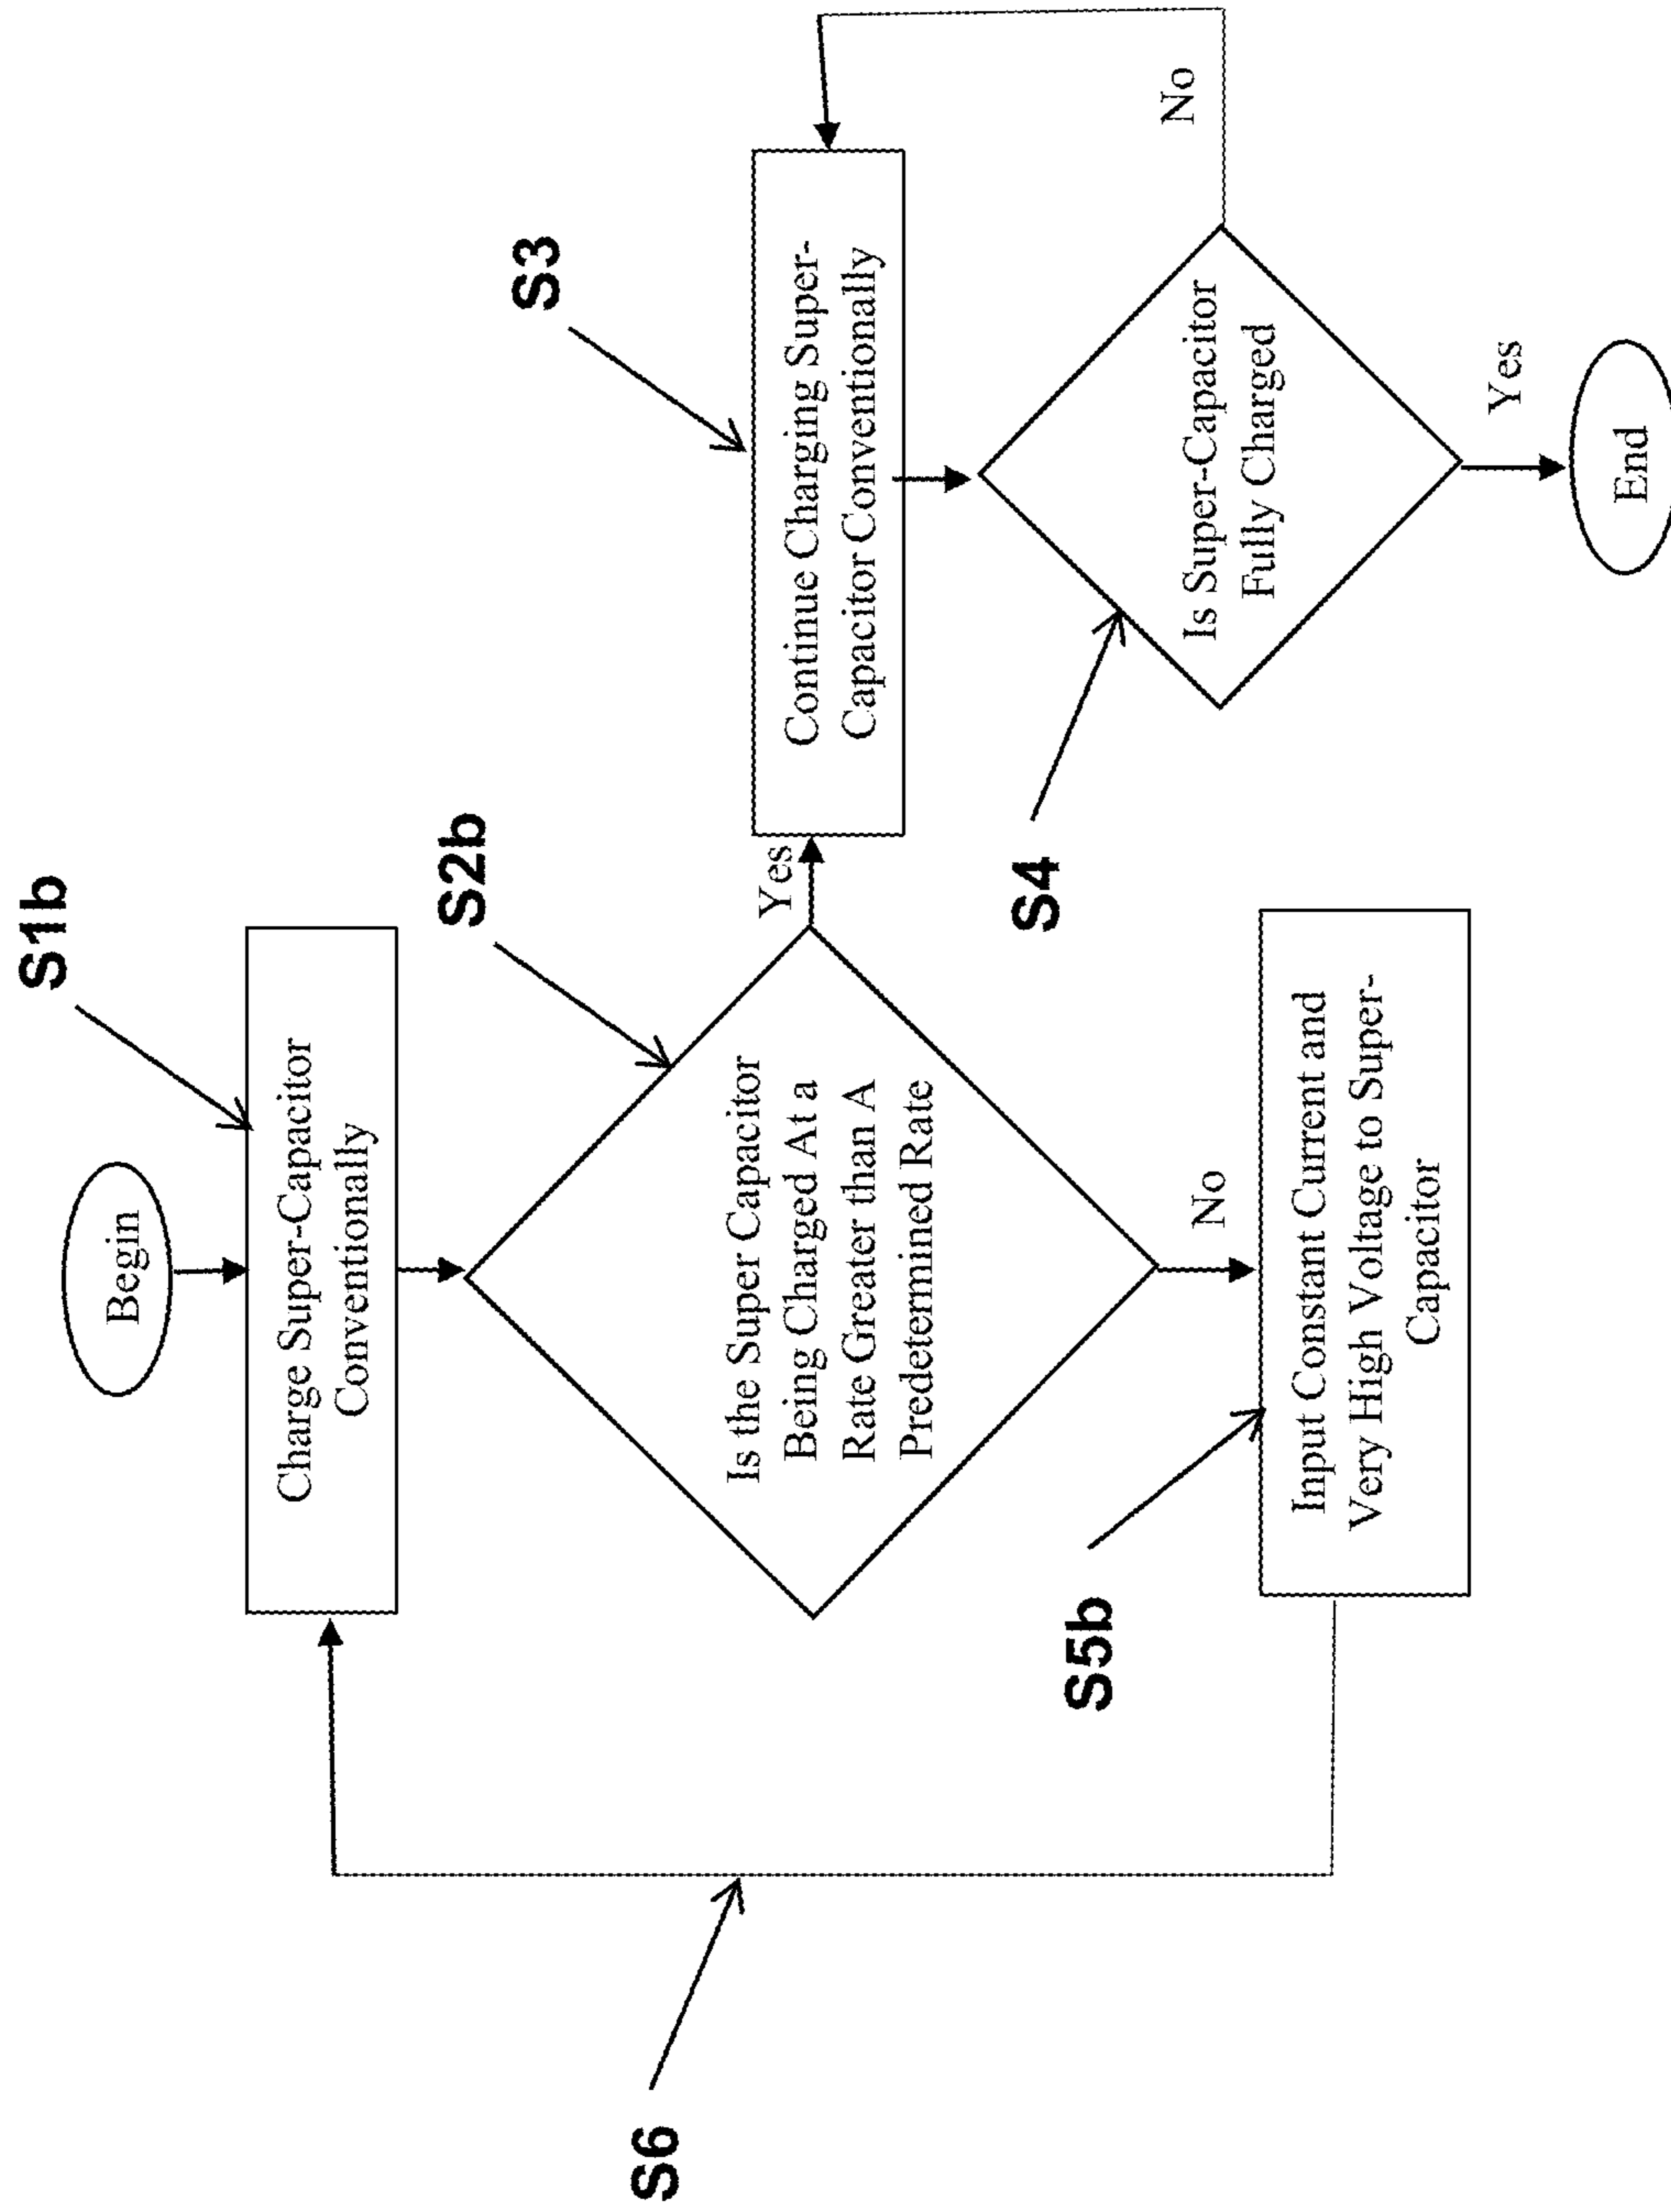 Begin
S1b
Charge Super-Capacitor
Conventionally
S2b
Is the Super Capacitor
Being Charged At a
Rate Greater than A
Predetermined Rate
Yes
S3
Continue Charging Super-
Capacitor Conventionally
S4
Is Super-Capacitor
Fully Charged
No
Yes
End
No
S5b
Input Constant Current and
Very High Voltage to Super-
Capacitor
S6